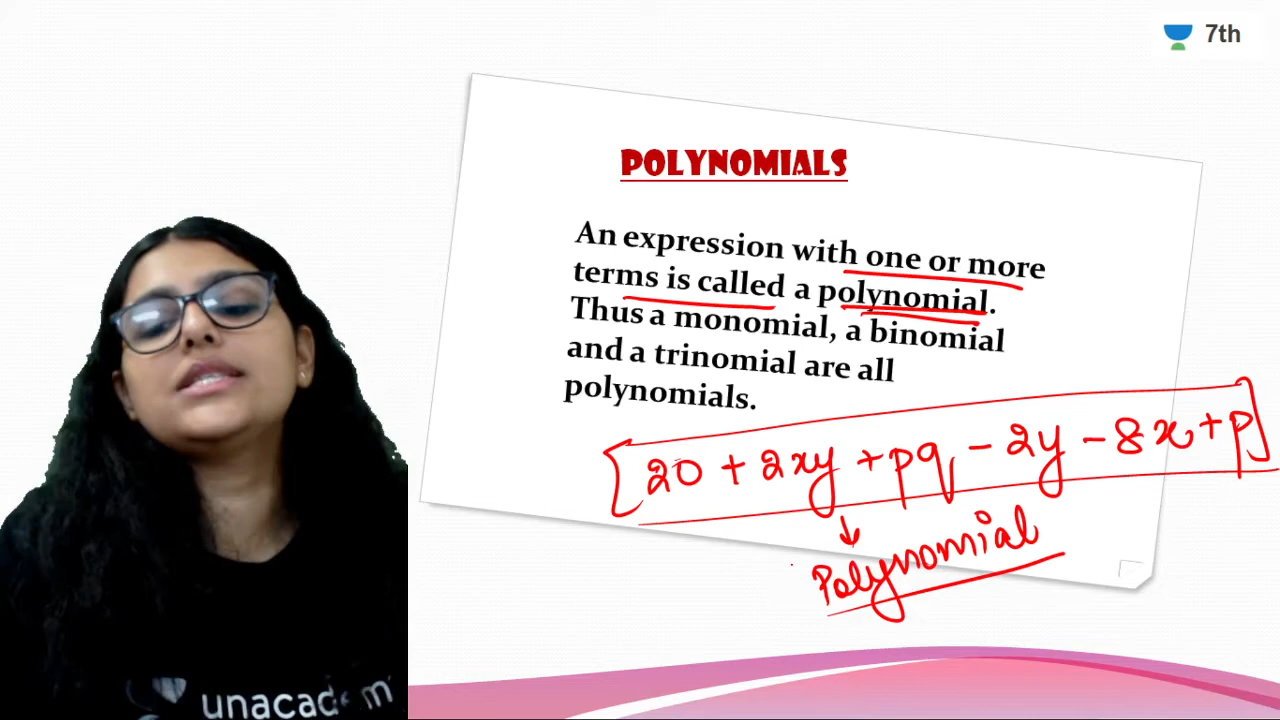 7th
POLYNOMIALS
An expression with one or more
terms is called a polynomial.
Thus a monomial, a binomial
and a trinomial are all
polynomials.
[20 + 2xy + pq - 2y - 8x + p]
Polynomial
unacademi